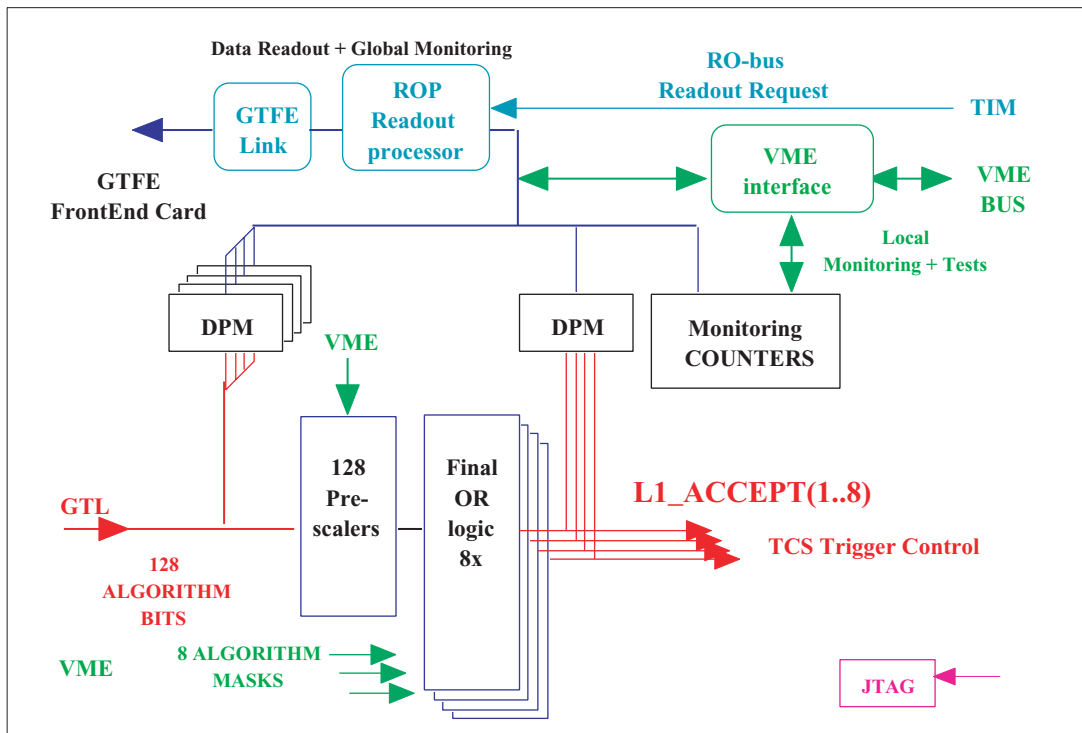 Data Readout + Global Monitoring
GTFE
Link
ROP
Readout
processor
RO-bus
Readout Request
TIM
GTFE
FrontEnd Card
VME
interface
VME
BUS
Local
Monitoring + Tests
DPM
VME
DPM
Monitoring
COUNTERS
128
Pre-
scalers
Final
OR
logic
8x
GTL
128
ALGORITHM
BITS
L1_ACCEPT(1..8)
TCS Trigger Control
VME
8 ALGORITHM
MASKS
JTAG